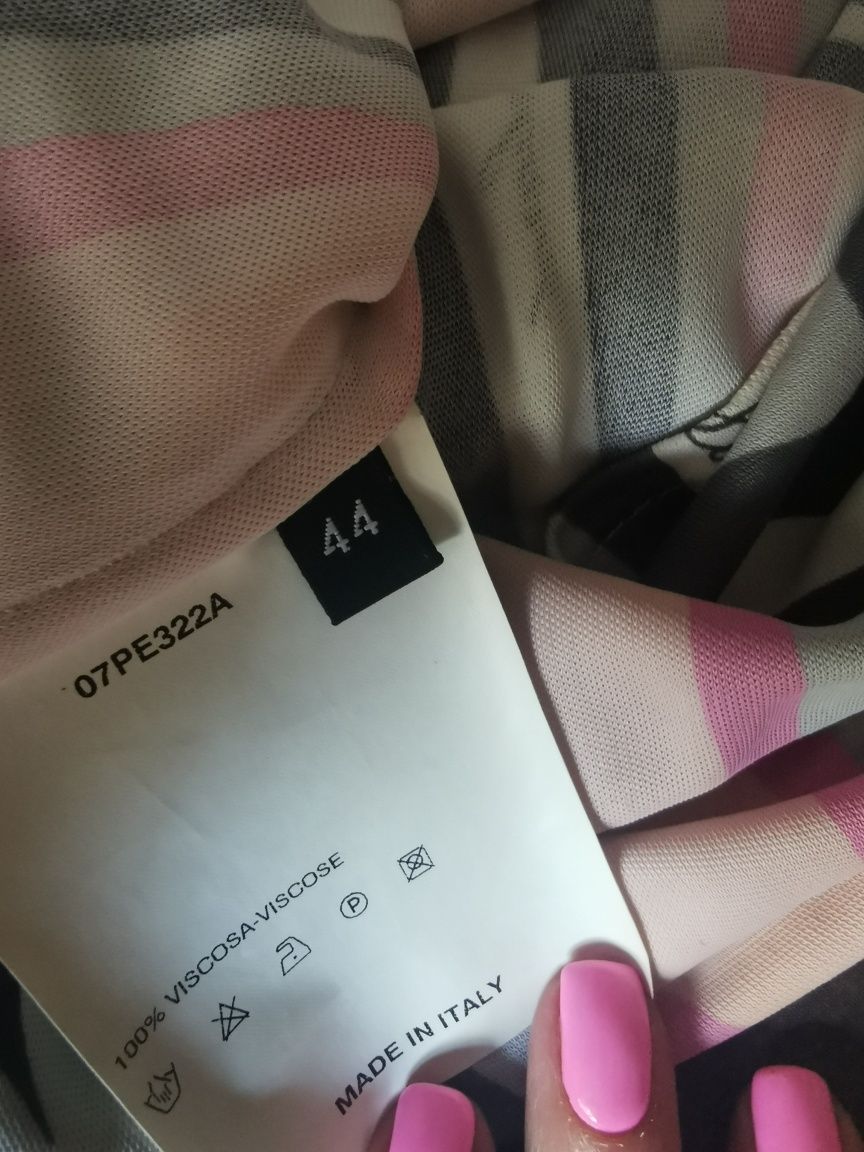 44
07PE322A
100% VISCOSA-VISCOSE
P
MADE IN ITALY